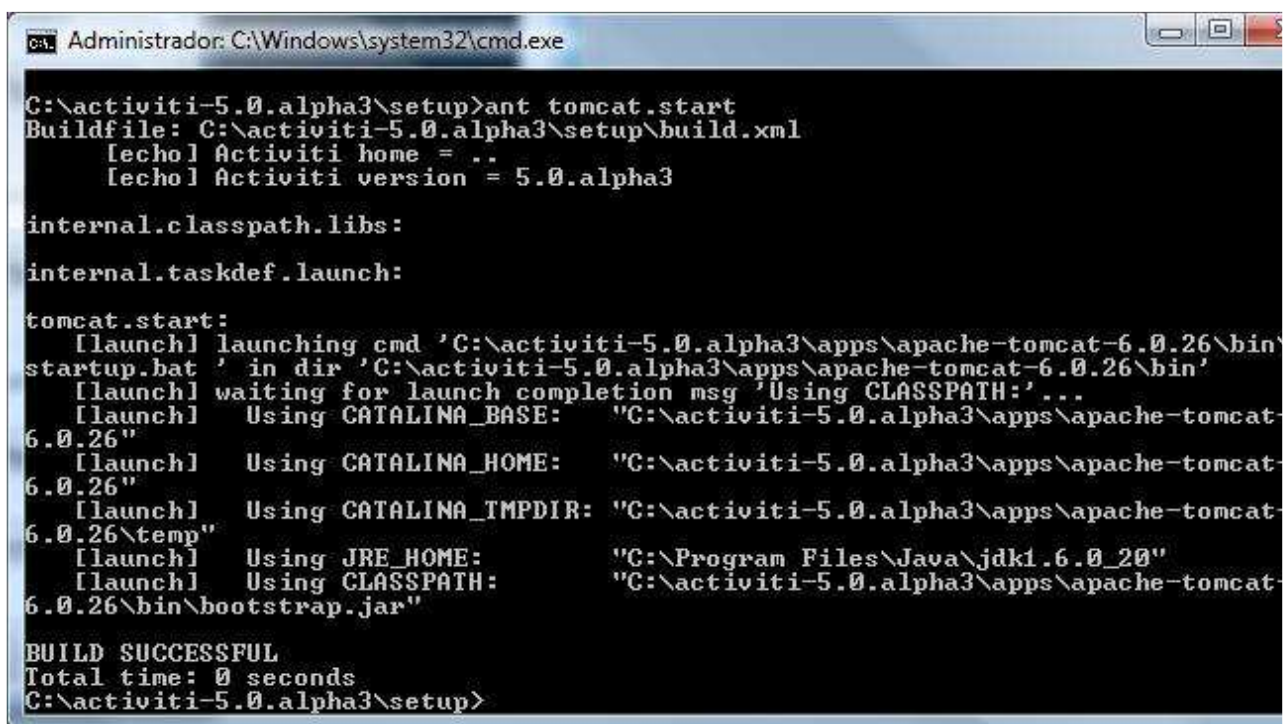 Administrador: C:\Windows\system32\cmd.exe
C:\activiti-5.0.alpha3\setup>ant tomcat.start
Buildfile: C:\activiti-5.0.alpha3\setup\build.xml
[echo] Activiti home = ..
[echo] Activiti version = 5.0.alpha3
internal.classpath.libs:
internal.taskdef.launch:
tomcat.start:
[launch] launching cmd 'C:\activiti-5.0.alpha3\apps\apache-tomcat-6.0.26\bin\
startup.bat ' in dir 'C:\activiti-5.0.alpha3\apps\apache-tomcat-6.0.26\bin'
[launch] waiting for launch completion msg 'Using CLASSPATH:'...
[launch]   Using CATALINA_BASE:   "C:\activiti-5.0.alpha3\apps\apache-tomcat-
6.0.26"
[launch]   Using CATALINA_HOME:   "C:\activiti-5.0.alpha3\apps\apache-tomcat-
6.0.26"
[launch]   Using CATALINA_TMPDIR: "C:\activiti-5.0.alpha3\apps\apache-tomcat-
6.0.26\temp"
[launch]   Using JRE_HOME:        "C:\Program Files\Java\jdk1.6.0_20"
[launch]   Using CLASSPATH:       "C:\activiti-5.0.alpha3\apps\apache-tomcat-
6.0.26\bin\bootstrap.jar"
BUILD SUCCESSFUL
Total time: 0 seconds
C:\activiti-5.0.alpha3\setup>